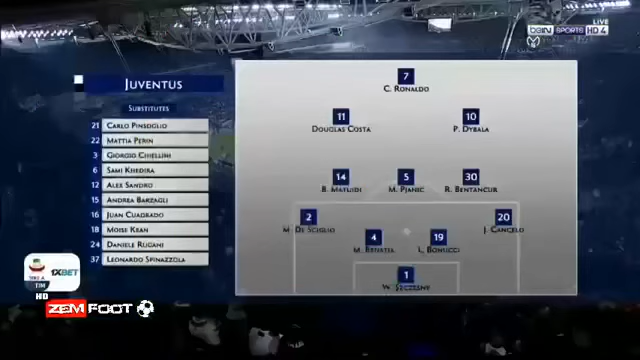 LIVE
beIN SPORTS HD 4
JUVENTUS
SUBSTITUTES
21 CARLO PINSOGLIO
22 MATTIA PERIN
3 GIORGIO CHIELLINI
6 SAMI KHEDIRA
12 ALEX SANDRO
15 ANDREA BARZAGLI
16 JUAN CUADRADO
18 MOISE KEAN
24 DANIELE RUGANI
37 LEONARDO SPINAZZOLA
7
C. RONALDO
11
DOUGLAS COSTA
10
P. DYBALA
14
B. MATUIDI
5
M. PJANIC
30
R. BENTANCUR
2
M. DE SCIGLIO
20
J. CANCELO
4
M. BENATIA
19
L. BONUCCI
1
W. SZCZESNY
1XBET
SERIE A
TIM
HD
ZEM FOOT